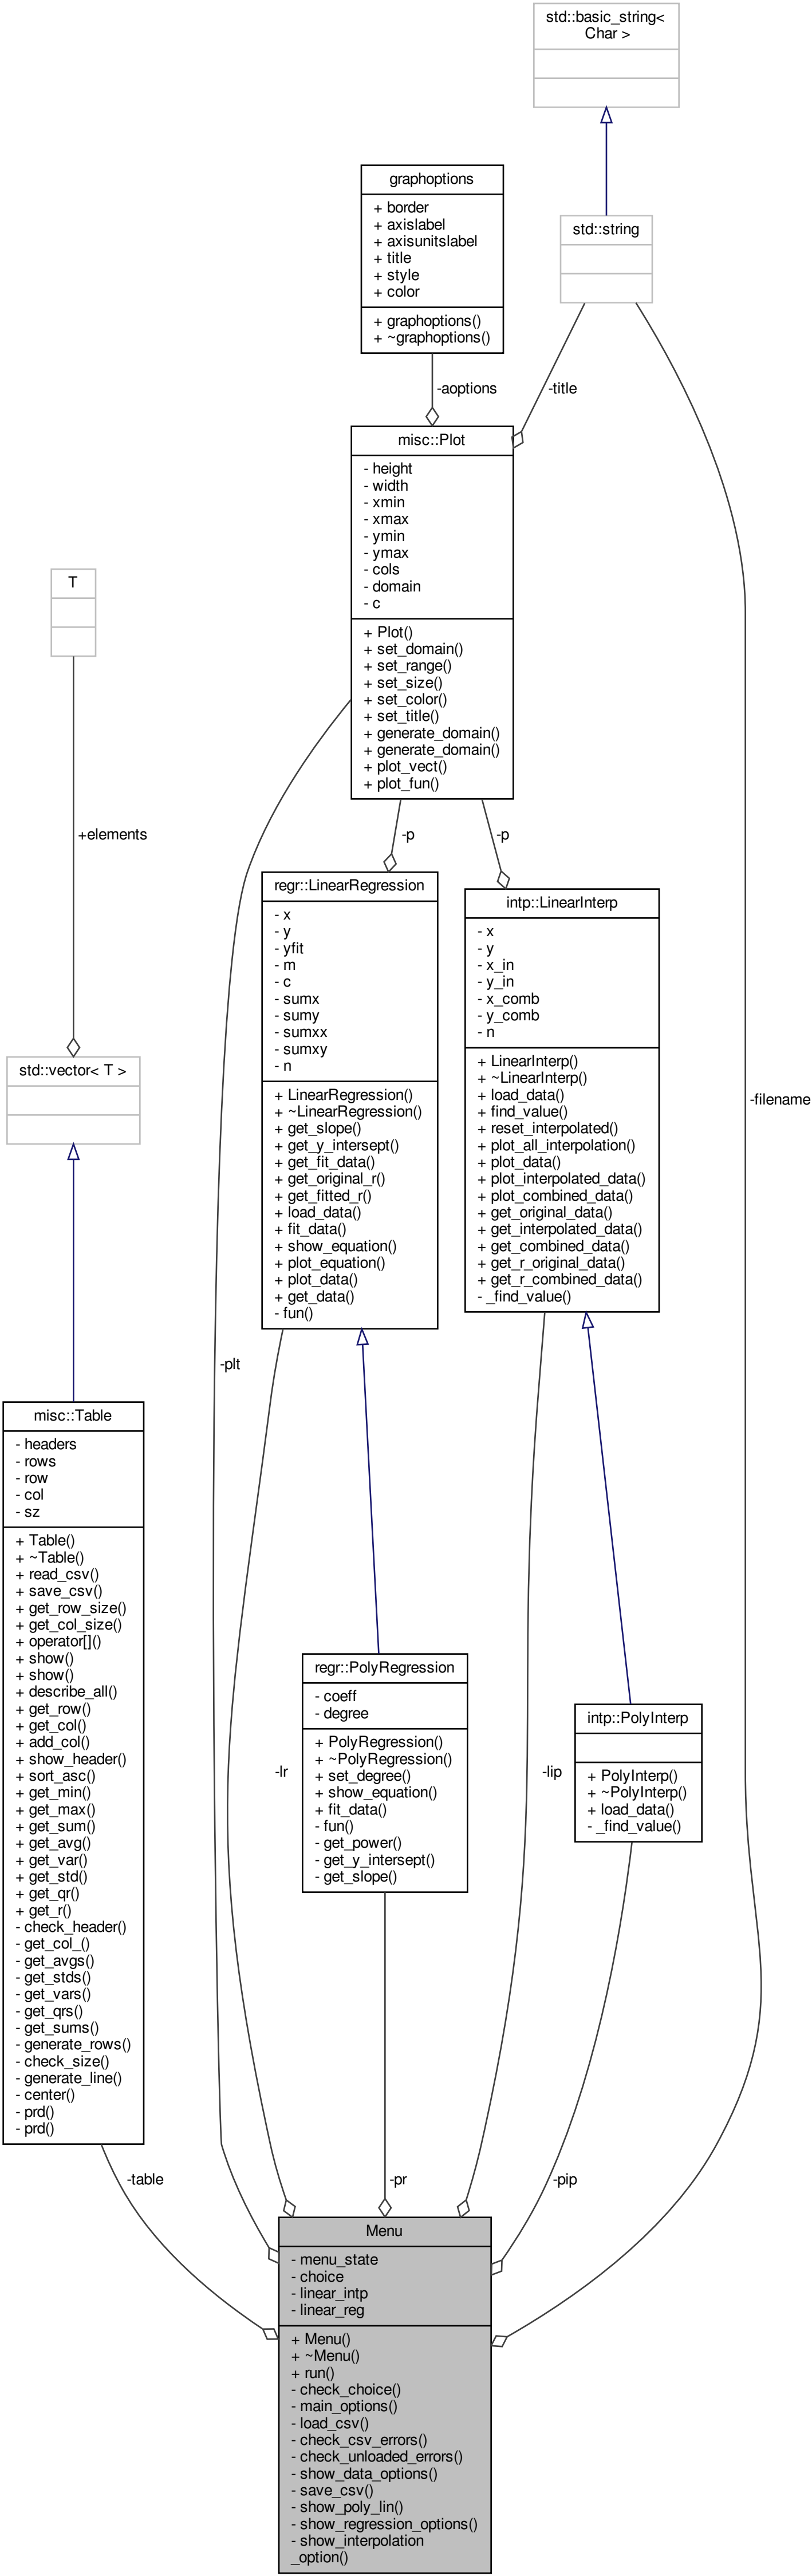 std::basic_string<
Char >
std::string
graphoptions
+ border
+ axislabel
+ axisunitslabel
+ title
+ style
+ color
+ graphoptions()
+ ~graphoptions()
-aoptions
-title
misc::Plot
- height
- width
- xmin
- xmax
- ymin
- ymax
- cols
- domain
- c
+ Plot()
+ set_domain()
+ set_range()
+ set_size()
+ set_color()
+ set_title()
+ generate_domain()
+ generate_domain()
+ plot_vect()
+ plot_fun()
T
+elements
std::vector< T >
-p
-p
regr::LinearRegression
- x
- y
- yfit
- m
- c
- sumx
- sumy
- sumxx
- sumxy
- n
+ LinearRegression()
+ ~LinearRegression()
+ get_slope()
+ get_y_intersept()
+ get_fit_data()
+ get_original_r()
+ get_fitted_r()
+ load_data()
+ fit_data()
+ show_equation()
+ plot_equation()
+ plot_data()
+ get_data()
- fun()
intp::LinearInterp
- x
- y
- x_in
- y_in
- x_comb
- y_comb
- n
+ LinearInterp()
+ ~LinearInterp()
+ load_data()
+ find_value()
+ reset_interpolated()
+ plot_all_interpolation()
+ plot_data()
+ plot_interpolated_data()
+ plot_combined_data()
+ get_original_data()
+ get_interpolated_data()
+ get_combined_data()
+ get_r_original_data()
+ get_r_combined_data()
- _find_value()
-filename
-plt
misc::Table
- headers
- rows
- row
- col
- sz
+ Table()
+ ~Table()
+ read_csv()
+ save_csv()
+ get_row_size()
+ get_col_size()
+ operator[]()
+ show()
+ show()
+ describe_all()
+ get_row()
+ get_col()
+ add_col()
+ show_header()
+ sort_asc()
+ get_min()
+ get_max()
+ get_sum()
+ get_avg()
+ get_var()
+ get_std()
+ get_qr()
+ get_r()
- check_header()
- get_col_()
- get_avgs()
- get_stds()
- get_vars()
- get_qrs()
- get_sums()
- generate_rows()
- check_size()
- generate_line()
- center()
- prd()
- prd()
regr::PolyRegression
- coeff
- degree
+ PolyRegression()
+ ~PolyRegression()
+ set_degree()
+ show_equation()
+ fit_data()
- fun()
- get_power()
- get_y_intersept()
- get_slope()
intp::PolyInterp
+ PolyInterp()
+ ~PolyInterp()
+ load_data()
- _find_value()
-lr
-lip
-table
-pr
-pip
Menu
- menu_state
- choice
- linear_intp
- linear_reg
+ Menu()
+ ~Menu()
+ run()
- check_choice()
- main_options()
- load_csv()
- check_csv_errors()
- check_unloaded_errors()
- show_data_options()
- save_csv()
- show_poly_lin()
- show_regression_options()
- show_interpolation
_option()